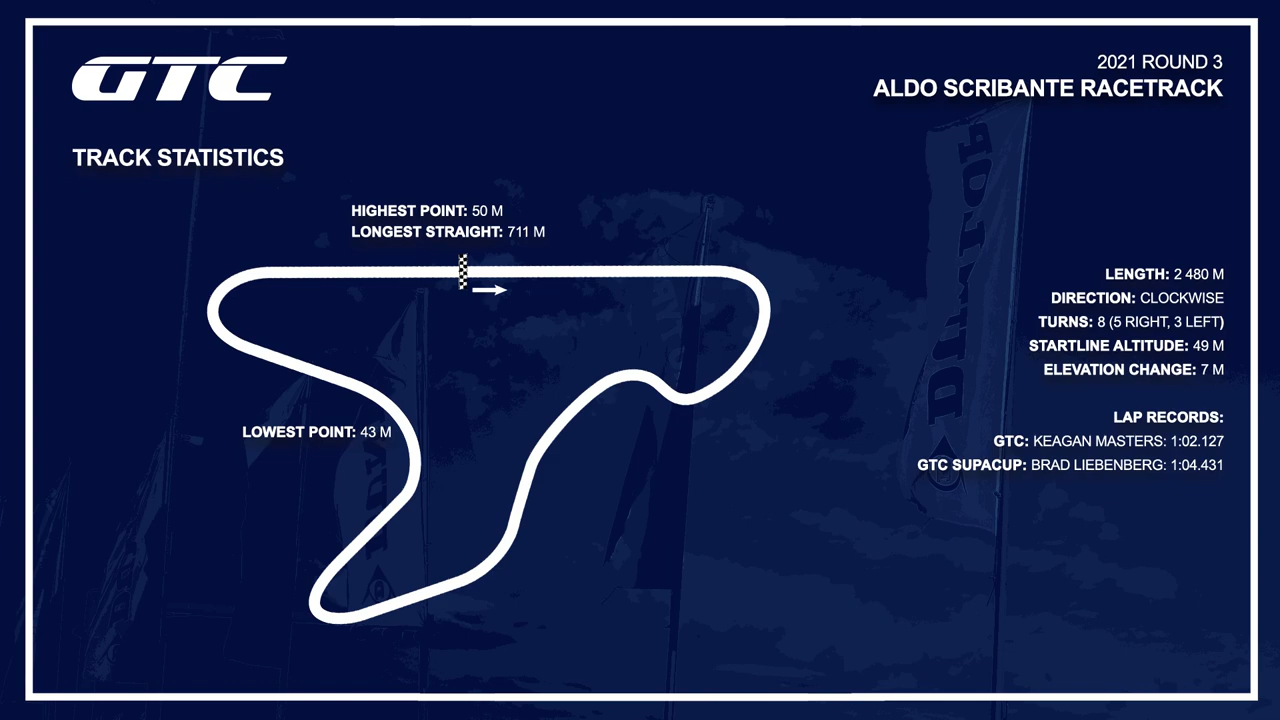 GTC
2021 ROUND 3
ALDO SCRIBANTE RACETRACK
TRACK STATISTICS
HIGHEST POINT: 50 M
LONGEST STRAIGHT: 711 M
LENGTH: 2 480 M
DIRECTION: CLOCKWISE
TURNS: 8 (5 RIGHT, 3 LEFT)
STARTLINE ALTITUDE: 49 M
ELEVATION CHANGE: 7 M
LOWEST POINT: 43 M
LAP RECORDS:
GTC: KEAGAN MASTERS: 1:02.127
GTC SUPACUP: BRAD LIEBENBERG: 1:04.431
DUNLOP